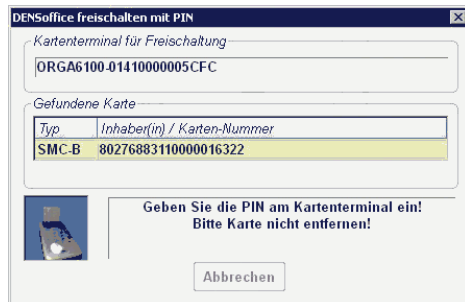 DENSoffice freischalten mit PIN
Kartenterminal für Freischaltung
ORGA6100-01410000005CFC
Gefundene Karte
Typ Inhaber(in) / Karten-Nummer
SMC-B 80276883110000016322
Geben Sie die PIN am Kartenterminal ein!
Bitte Karte nicht entfernen!
Abbrechen